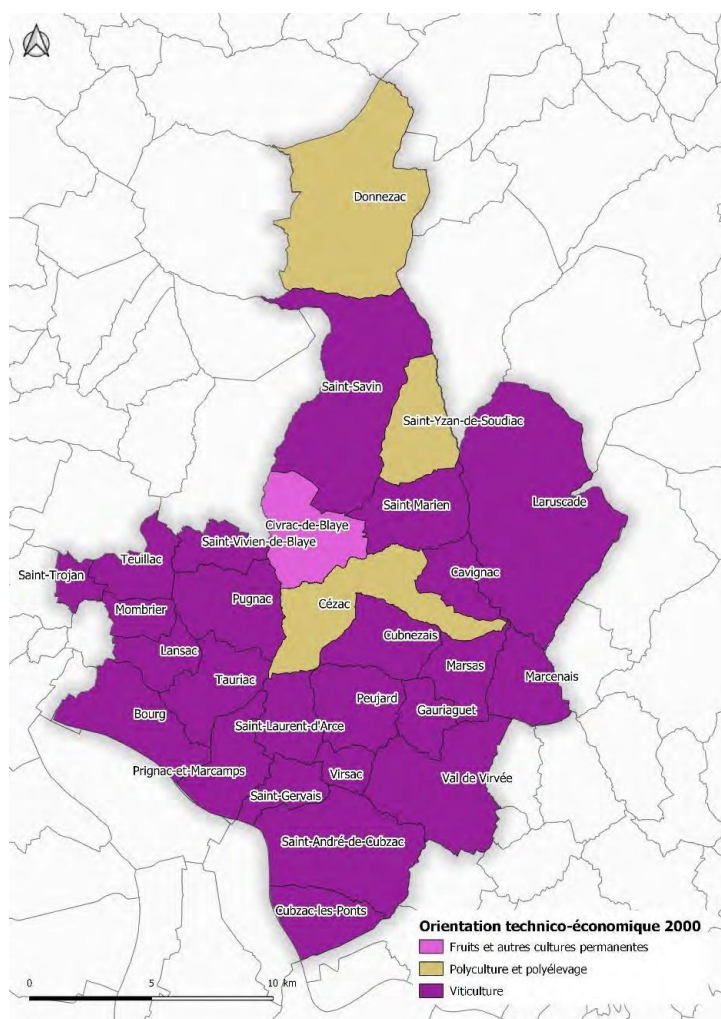 Donnezac
Saint-Savin
Saint-Yzan-de-Soudiac
Saint Marien
Laruscade
Civrac-de-Blaye
Saint-Vivien-de-Blaye
Teuillac
Saint-Trojan
Cavignac
Pugnac
Cézac
Mombrier
Cubnezais
Lansac
Marsas
Marcenais
Tauriac
Peujard
Gauriaguet
Bourg
Saint-Laurent-d'Arce
Prignac-et-Marcamps
Virsac
Val de Virvée
Saint-Gervais
Saint-André-de-Cubzac
Cubzac-les-Ponts
Orientation technico-économique 2000
Fruits et autres cultures permanentes
Polyculture et polyélevage
Viticulture
0 5 10 km